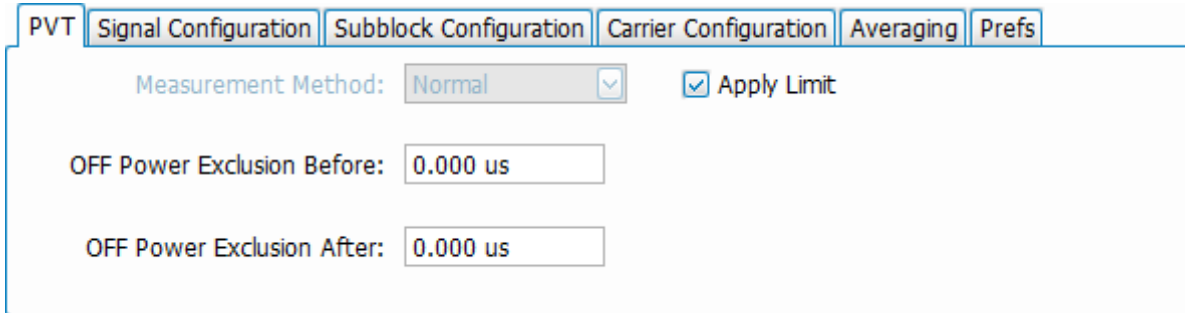 PVT Signal Configuration Subblock Configuration Carrier Configuration Averaging Prefs
Measurement Method: Normal Apply Limit
OFF Power Exclusion Before: 0.000 us
OFF Power Exclusion After: 0.000 us